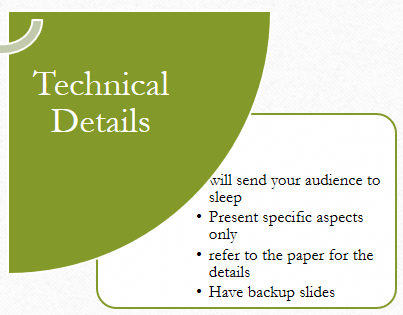 Technical
Details
will send your audience to
sleep
• Present specific aspects
only
• refer to the paper for the
details
• Have backup slides